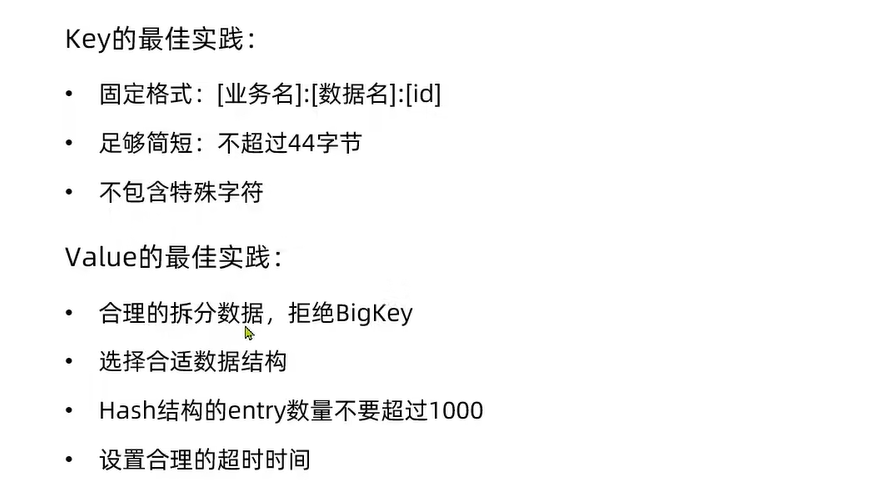 Key的最佳实践：
• 固定格式：[业务名]:[数据名]:[id]
• 足够简短：不超过44字节
• 不包含特殊字符
Value的最佳实践：
• 合理的拆分数据，拒绝BigKey
• 选择合适数据结构
• Hash结构的entry数量不要超过1000
• 设置合理的超时时间